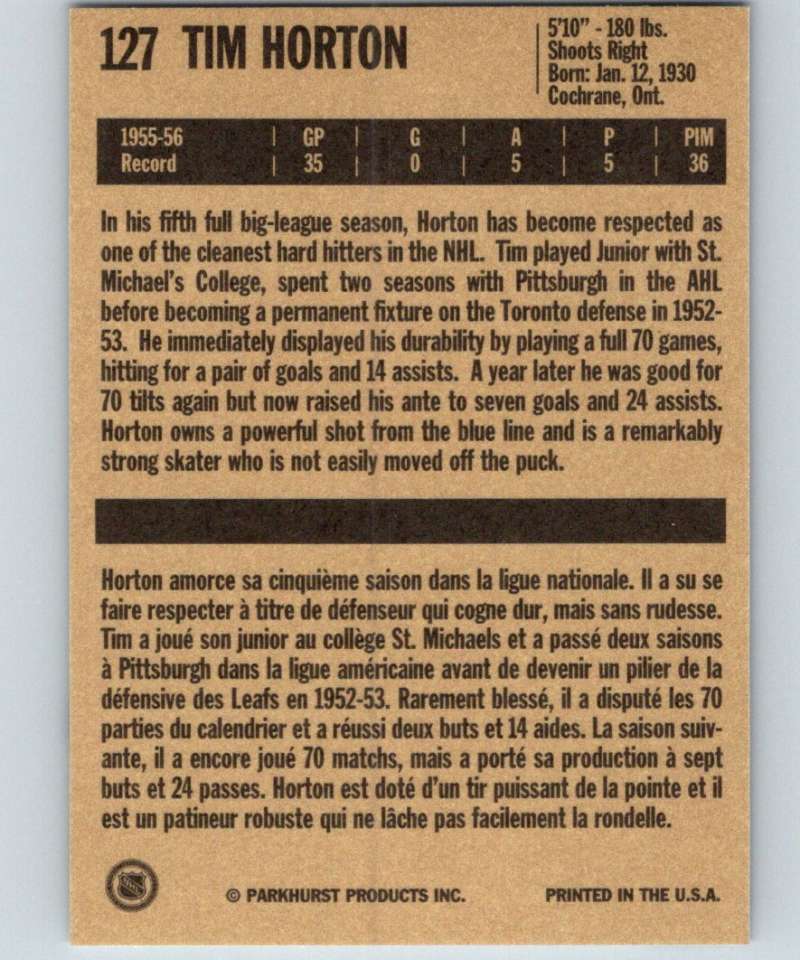 127 TIM HORTON
5'10" - 180 lbs.
Shoots Right
Born: Jan. 12, 1930
Cochrane, Ont.
1955-56 | GP | G | A | P | PIM
Record | 35 | 0 | 5 | 5 | 36
In his fifth full big-league season, Horton has become respected as
one of the cleanest hard hitters in the NHL. Tim played Junior with St.
Michael's College, spent two seasons with Pittsburgh in the AHL
before becoming a permanent fixture on the Toronto defense in 1952-
53. He immediately displayed his durability by playing a full 70 games,
hitting for a pair of goals and 14 assists. A year later he was good for
70 tilts again but now raised his ante to seven goals and 24 assists.
Horton owns a powerful shot from the blue line and is a remarkably
strong skater who is not easily moved off the puck.
Horton amorce sa cinquième saison dans la ligue nationale. Il a su se
faire respecter à titre de défenseur qui cogne dur, mais sans rudesse.
Tim a joué son junior au collège St. Michaels et a passé deux saisons
à Pittsburgh dans la ligue américaine avant de devenir un pilier de la
défensive des Leafs en 1952-53. Rarement blessé, il a disputé les 70
parties du calendrier et a réussi deux buts et 14 aides. La saison suiv-
ante, il a encore joué 70 matchs, mais a porté sa production à sept
buts et 24 passes. Horton est doté d'un tir puissant de la pointe et il
est un patineur robuste qui ne lâche pas facilement la rondelle.
© PARKHURST PRODUCTS INC. PRINTED IN THE U.S.A.